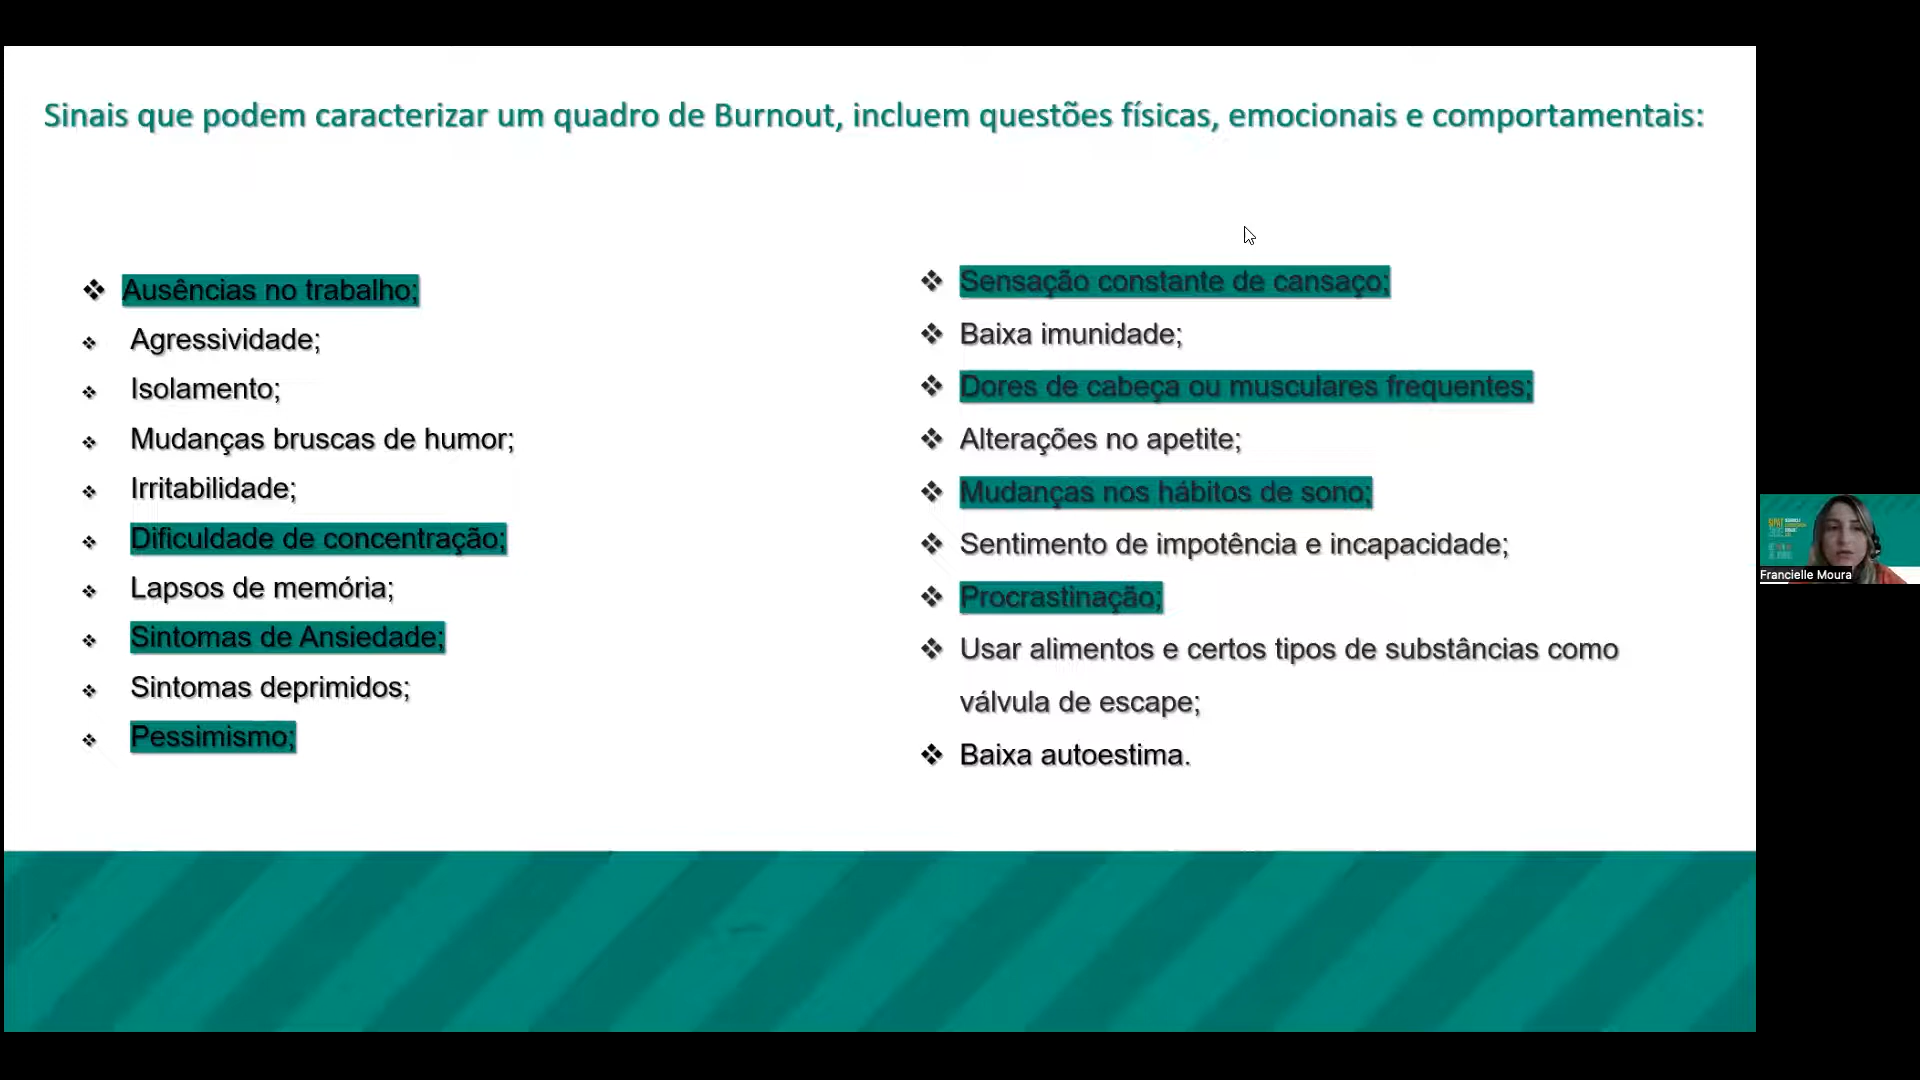 Sinais que podem caracterizar um quadro de Burnout, incluem questões físicas, emocionais e comportamentais:
Ausências no trabalho;
Agressividade;
Isolamento;
Mudanças bruscas de humor;
Irritabilidade;
Dificuldade de concentração;
Lapsos de memória;
Sintomas de Ansiedade;
Sintomas deprimidos;
Pessimismo;
Sensação constante de cansaço;
Baixa imunidade;
Dores de cabeça ou musculares frequentes;
Alterações no apetite;
Mudanças nos hábitos de sono;
Sentimento de impotência e incapacidade;
Procrastinação;
Usar alimentos e certos tipos de substâncias como
válvula de escape;
Baixa autoestima.
SIPAT
Francielle Moura